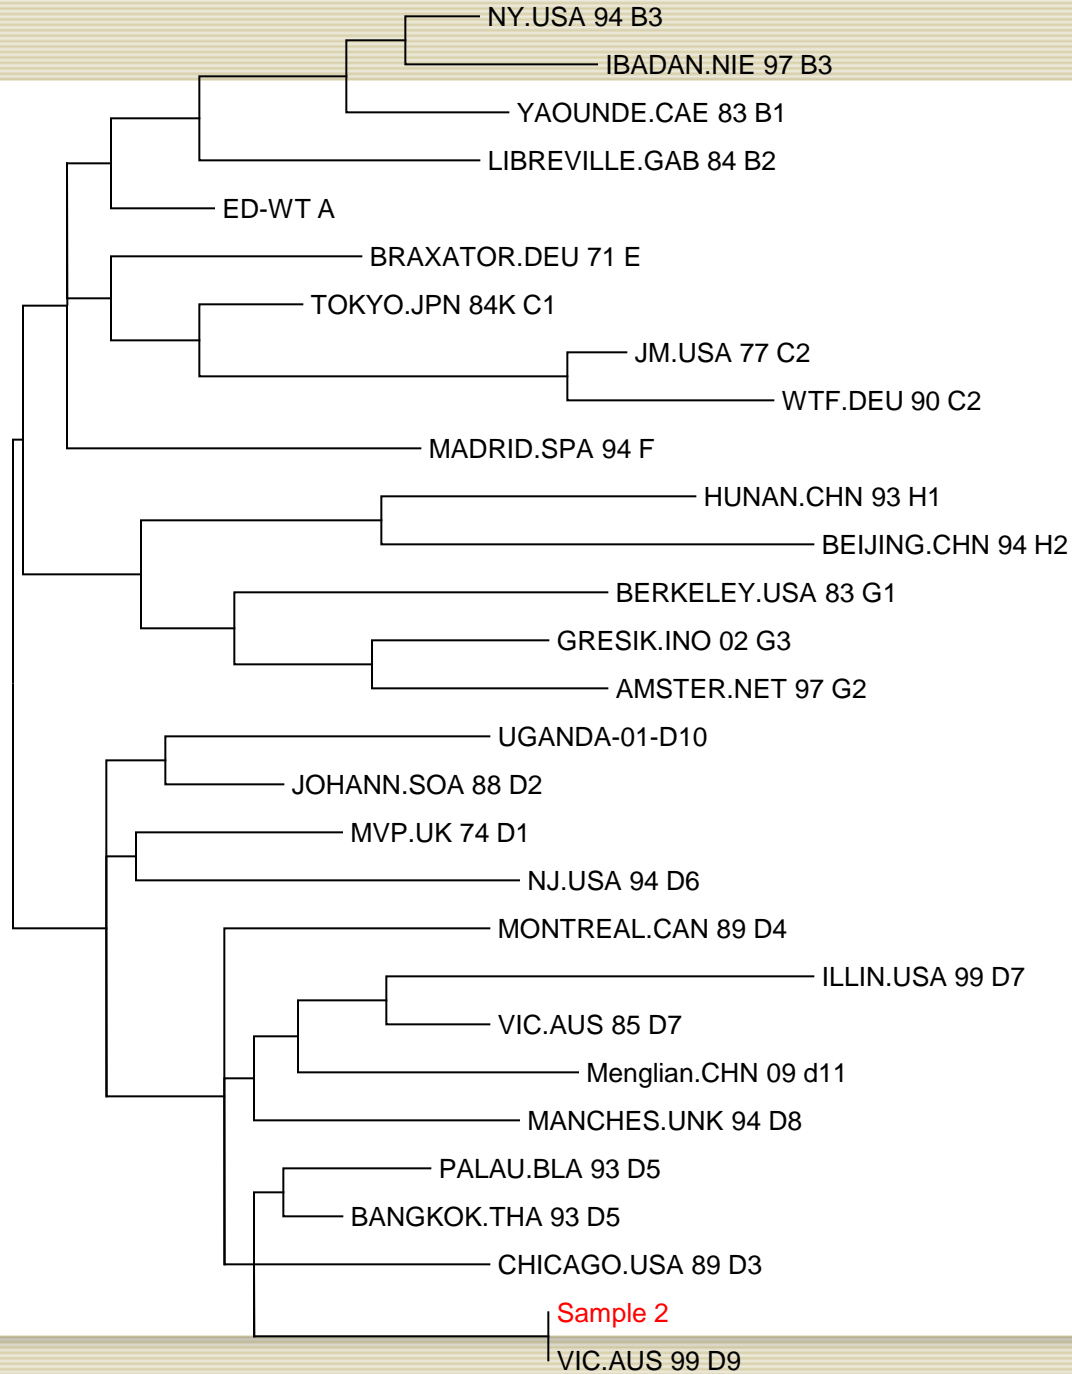 NY.USA 94 B3
IBADAN.NIE 97 B3
YAOUNDE.CAE 83 B1
LIBREVILLE.GAB 84 B2
ED-WT A
BRAXATOR.DEU 71 E
TOKYO.JPN 84K C1
JM.USA 77 C2
WTF.DEU 90 C2
MADRID.SPA 94 F
HUNAN.CHN 93 H1
BEIJING.CHN 94 H2
BERKELEY.USA 83 G1
GRESIK.INO 02 G3
AMSTER.NET 97 G2
UGANDA-01-D10
JOHANN.SOA 88 D2
MVP.UK 74 D1
NJ.USA 94 D6
MONTREAL.CAN 89 D4
ILLIN.USA 99 D7
VIC.AUS 85 D7
Menglian.CHN 09 d11
MANCHES.UNK 94 D8
PALAU.BLA 93 D5
BANGKOK.THA 93 D5
CHICAGO.USA 89 D3
Sample 2
VIC.AUS 99 D9